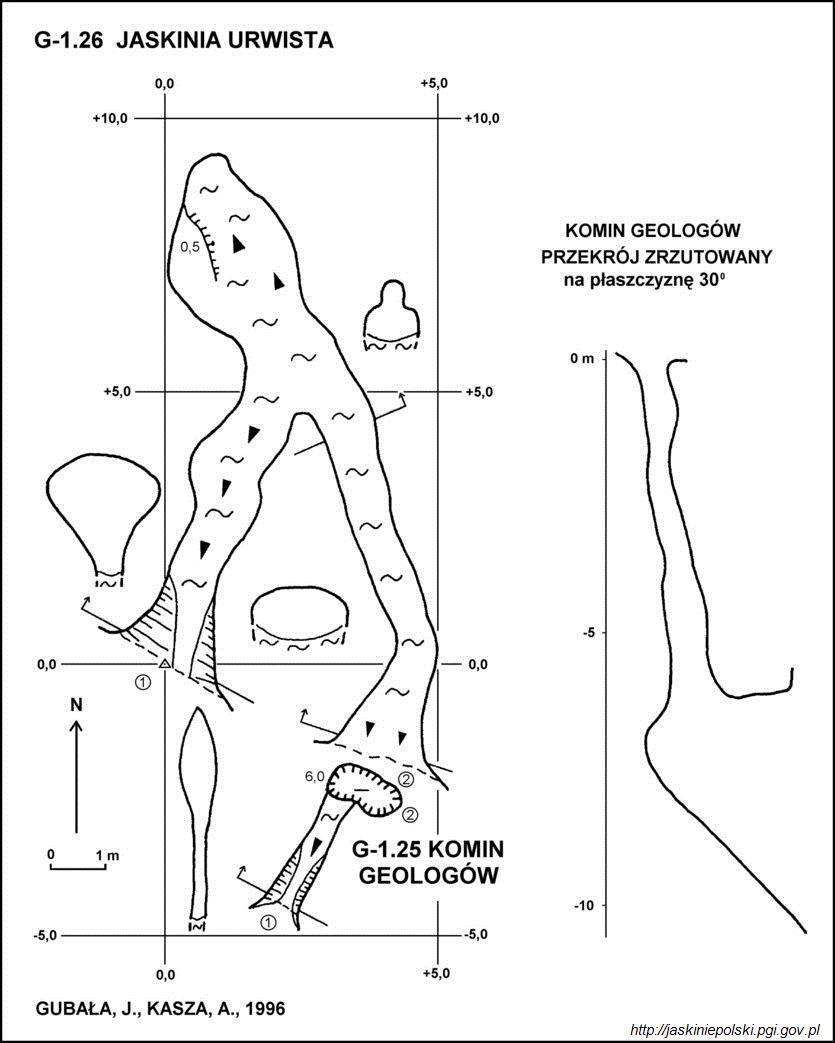 G-1.26 JASKINIA URWISTA
0,0
+5,0
+10,0
+10,0
0,5
KOMIN GEOLOGÓW
PRZEKRÓJ ZRZUTOWANY
na płaszczyznę 30⁰
0 m
+5,0
+5,0
-5
0,0
0,0
1
N
6,0
2
2
0 1 m
G-1.25 KOMIN
GEOLOGÓW
-10
1
-5,0
-5,0
0,0
+5,0
GUBAŁA, J., KASZA, A., 1996
http://jaskiniepolski.pgi.gov.pl